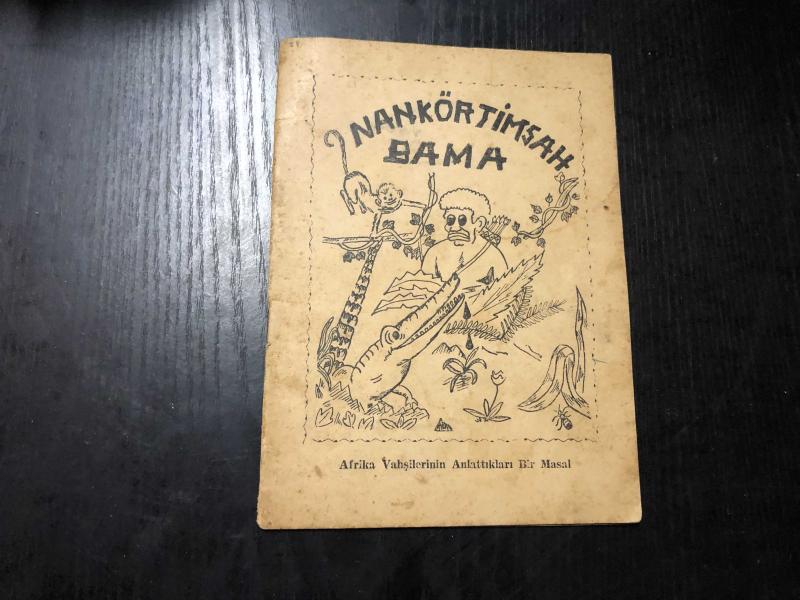 NANKÖR TİMSAH
BAMA
Afrika Vahşilerinin Anlattıkları Bir Masal